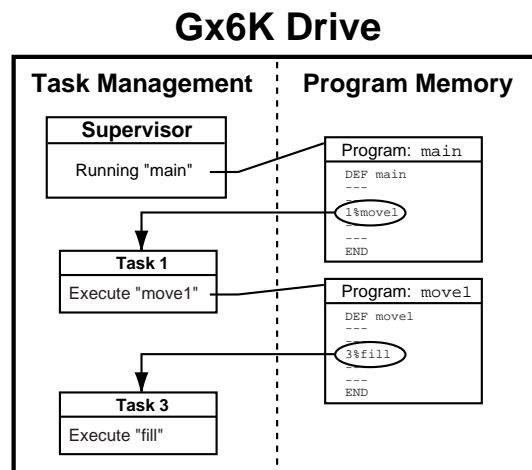 Gx6K Drive
Task Management
Program Memory
Supervisor
Running "main"
Program: main
DEF main
---
---
1%move1
---
---
END
Task 1
Execute "move1"
Program: move1
DEF move1
---
---
3%fill
---
---
END
Task 3
Execute "fill"